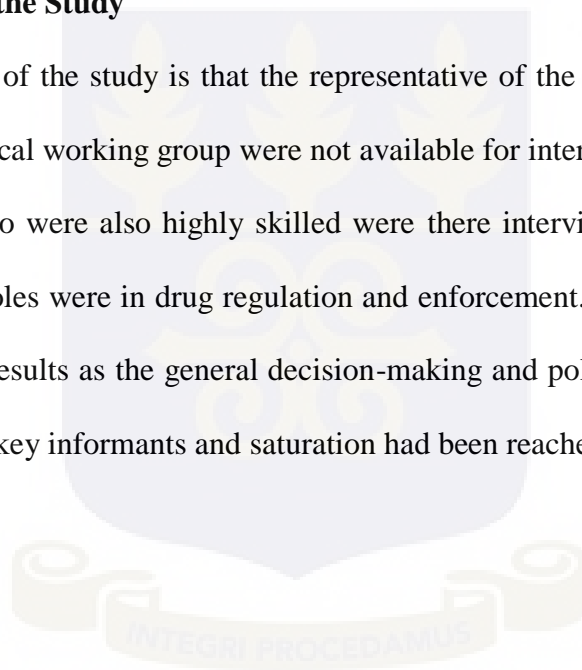 the Study
of the study is that the representative of the
ical working group were not available for inter
o were also highly skilled were there intervi
oles were in drug regulation and enforcement.
esults as the general decision-making and pol
key informants and saturation had been reache
INTEGRI PROCEDAMUS